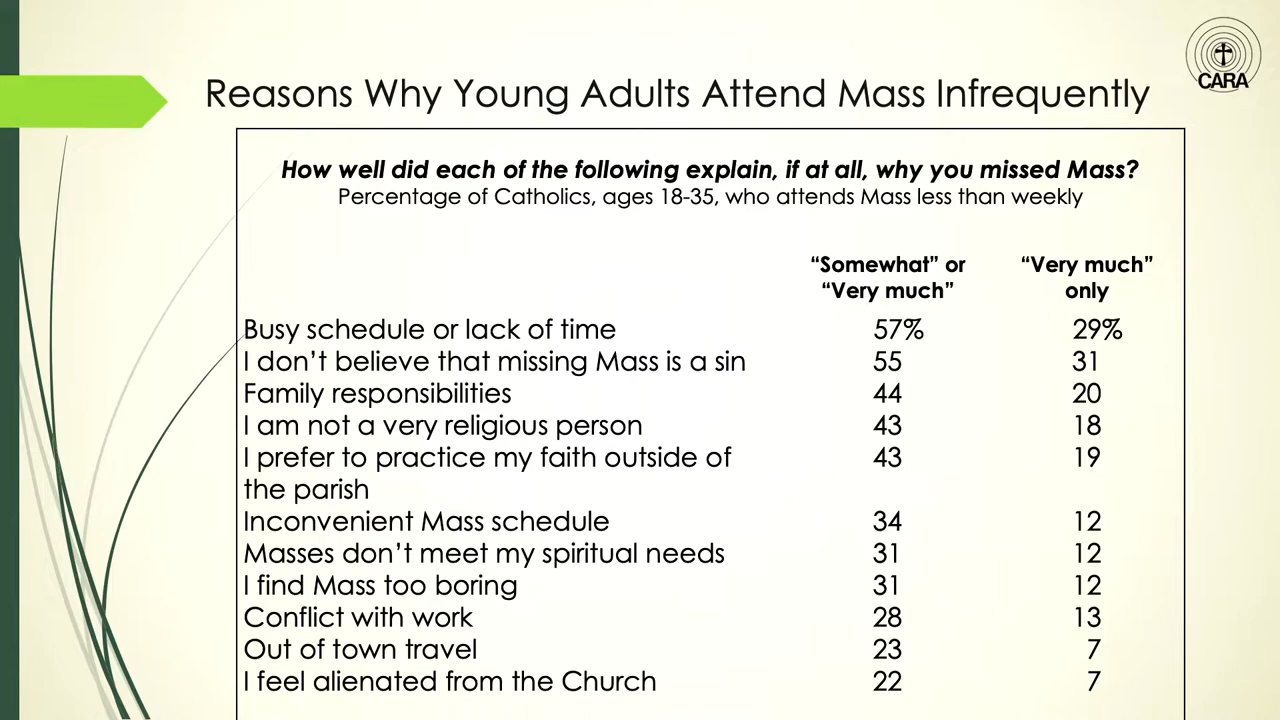 CARA
Reasons Why Young Adults Attend Mass Infrequently
How well did each of the following explain, if at all, why you missed Mass?
Percentage of Catholics, ages 18-35, who attends Mass less than weekly
“Somewhat” or “Very much”
“Very much” only
Busy schedule or lack of time 57% 29%
I don’t believe that missing Mass is a sin 55 31
Family responsibilities 44 20
I am not a very religious person 43 18
I prefer to practice my faith outside of 43 19
the parish
Inconvenient Mass schedule 34 12
Masses don’t meet my spiritual needs 31 12
I find Mass too boring 31 12
Conflict with work 28 13
Out of town travel 23 7
I feel alienated from the Church 22 7